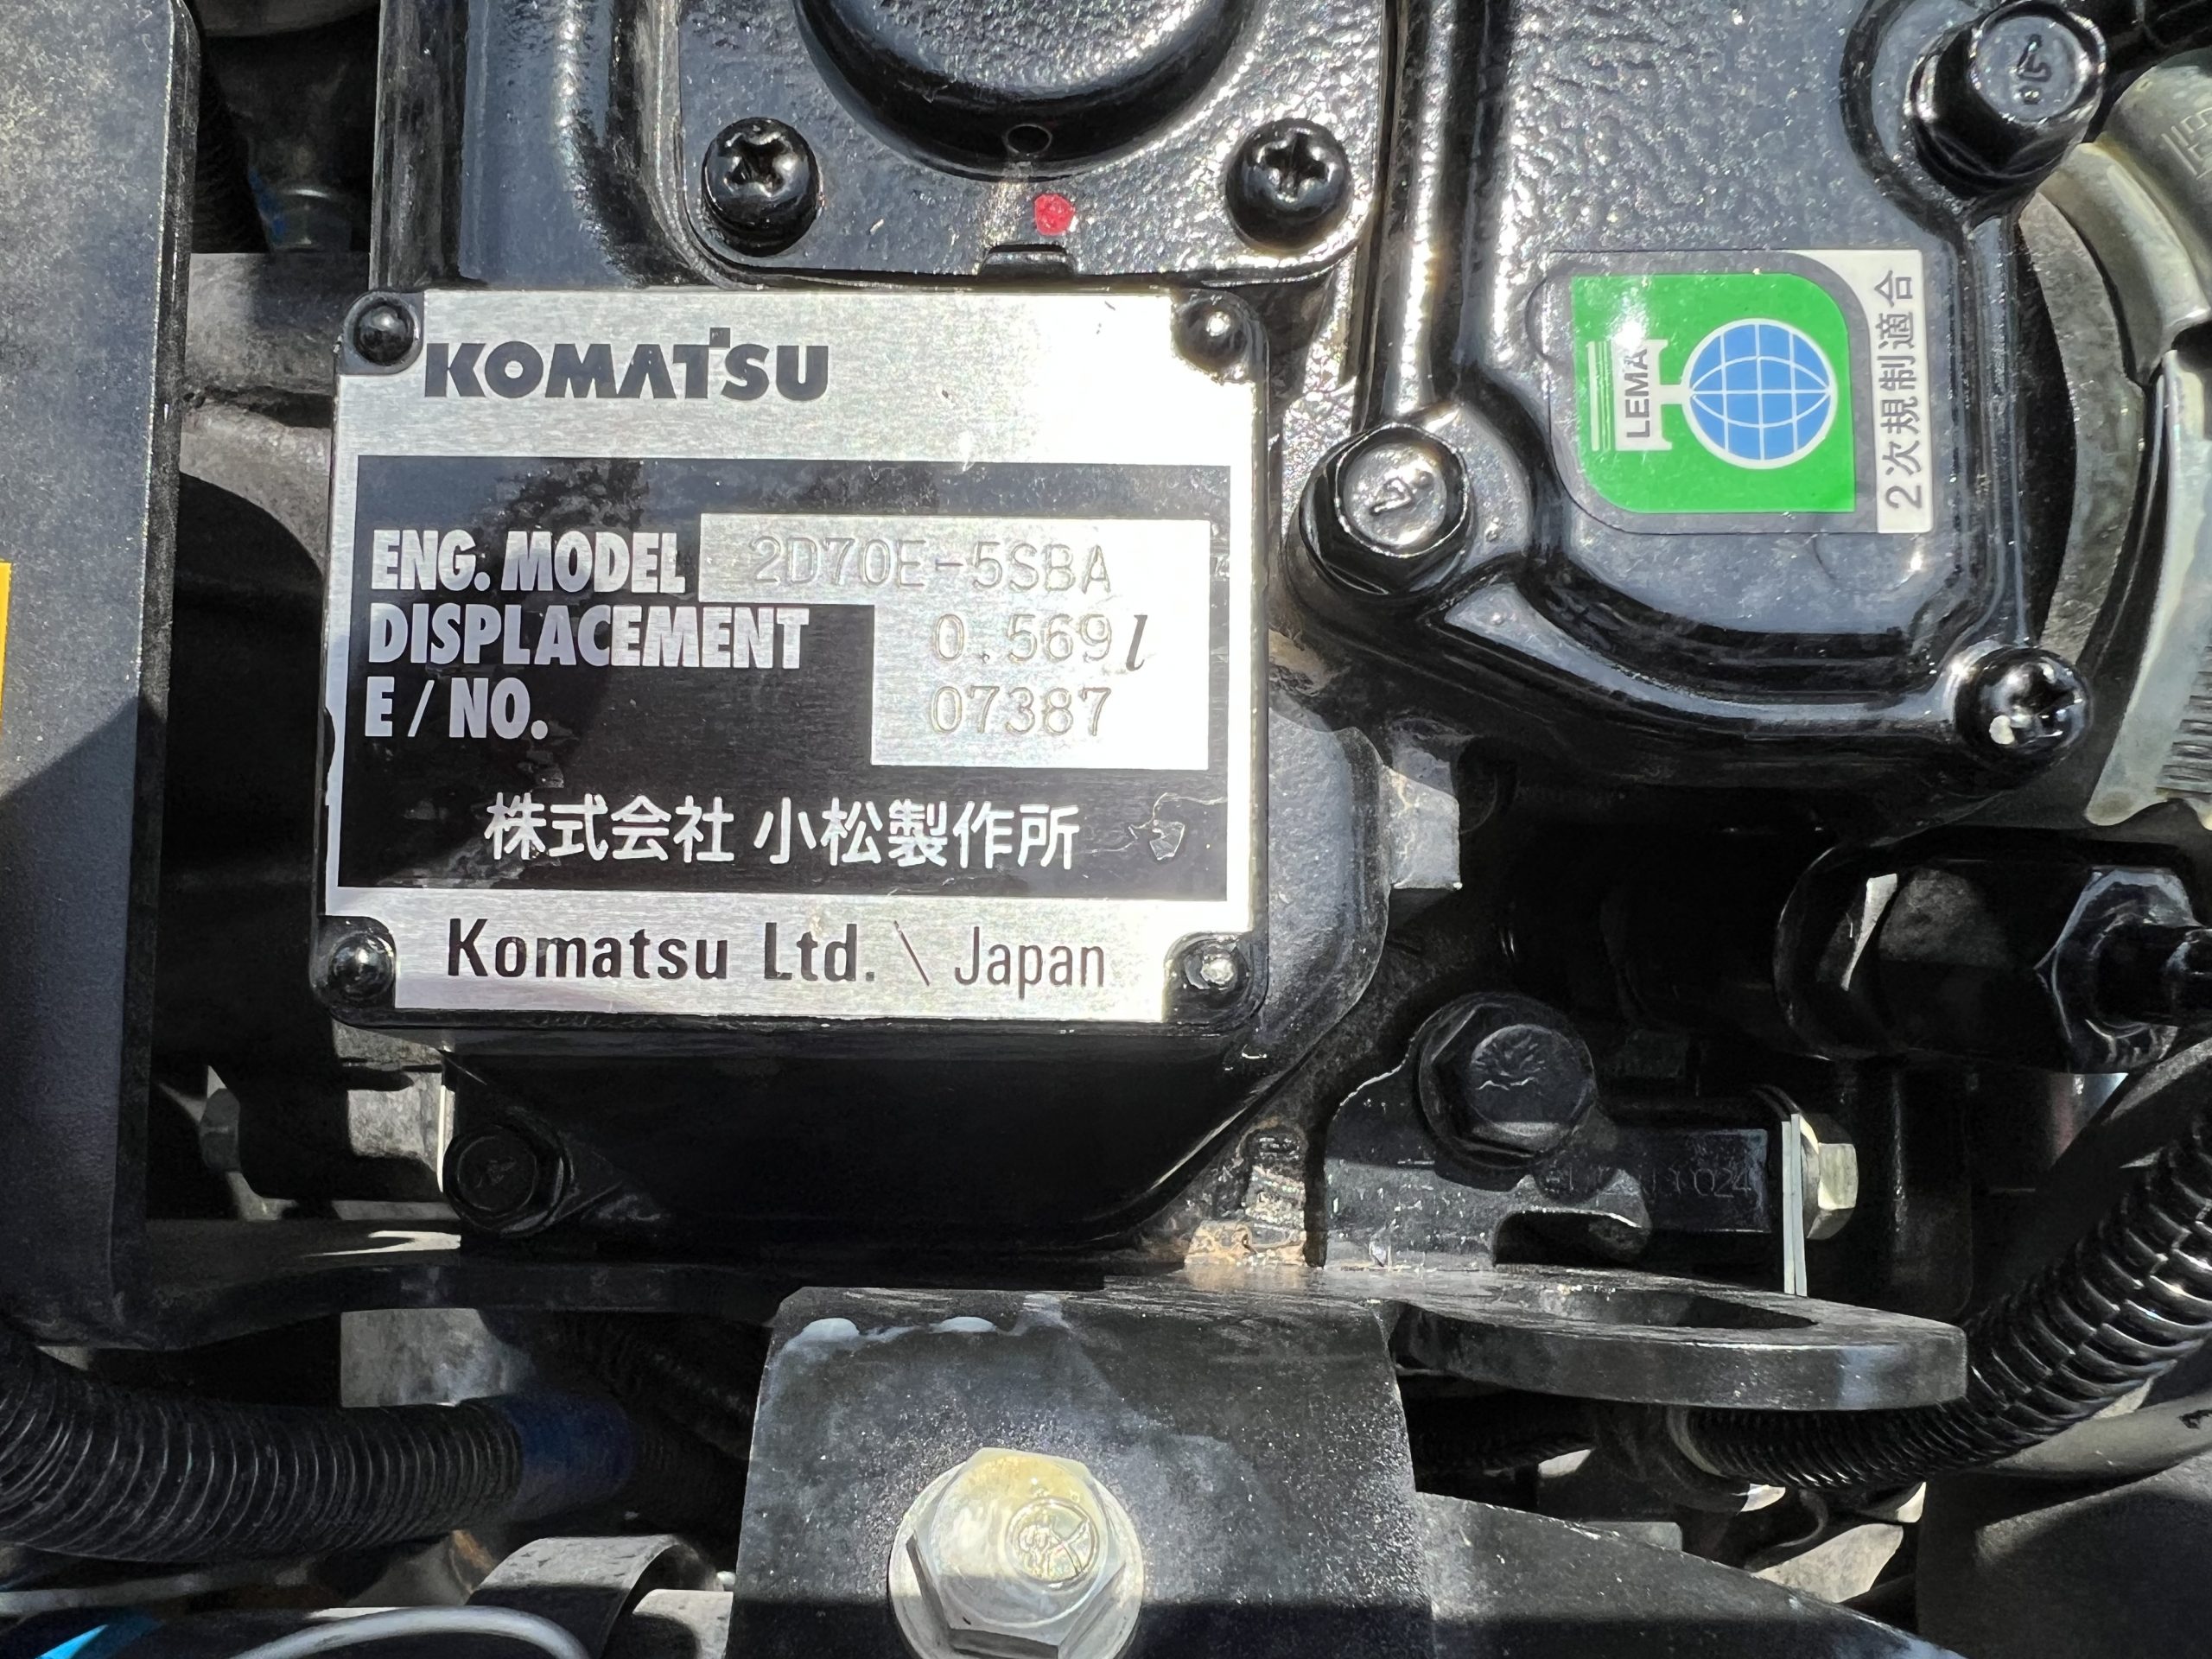 KOMATSU
ENG. MODEL 2D70E-5SBA
DISPLACEMENT 0.569 l
E / NO. 07387
株式会社 小松製作所
Komatsu Ltd. \ Japan
LEMA
2次規制適合